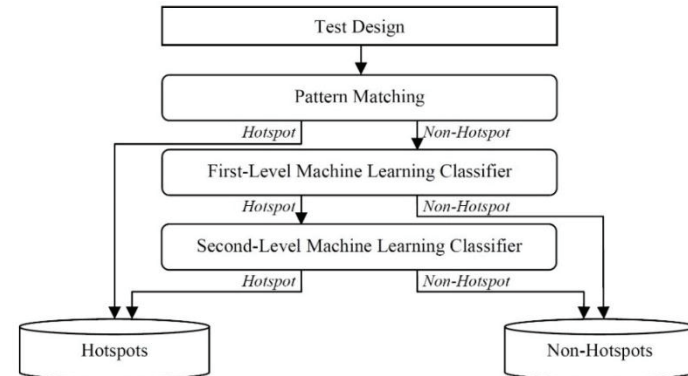 Test Design
Pattern Matching
Hotspot Non-Hotspot
First-Level Machine Learning Classifier
Hotspot Non-Hotspot
Second-Level Machine Learning Classifier
Hotspot Non-Hotspot
Hotspots Non-Hotspots